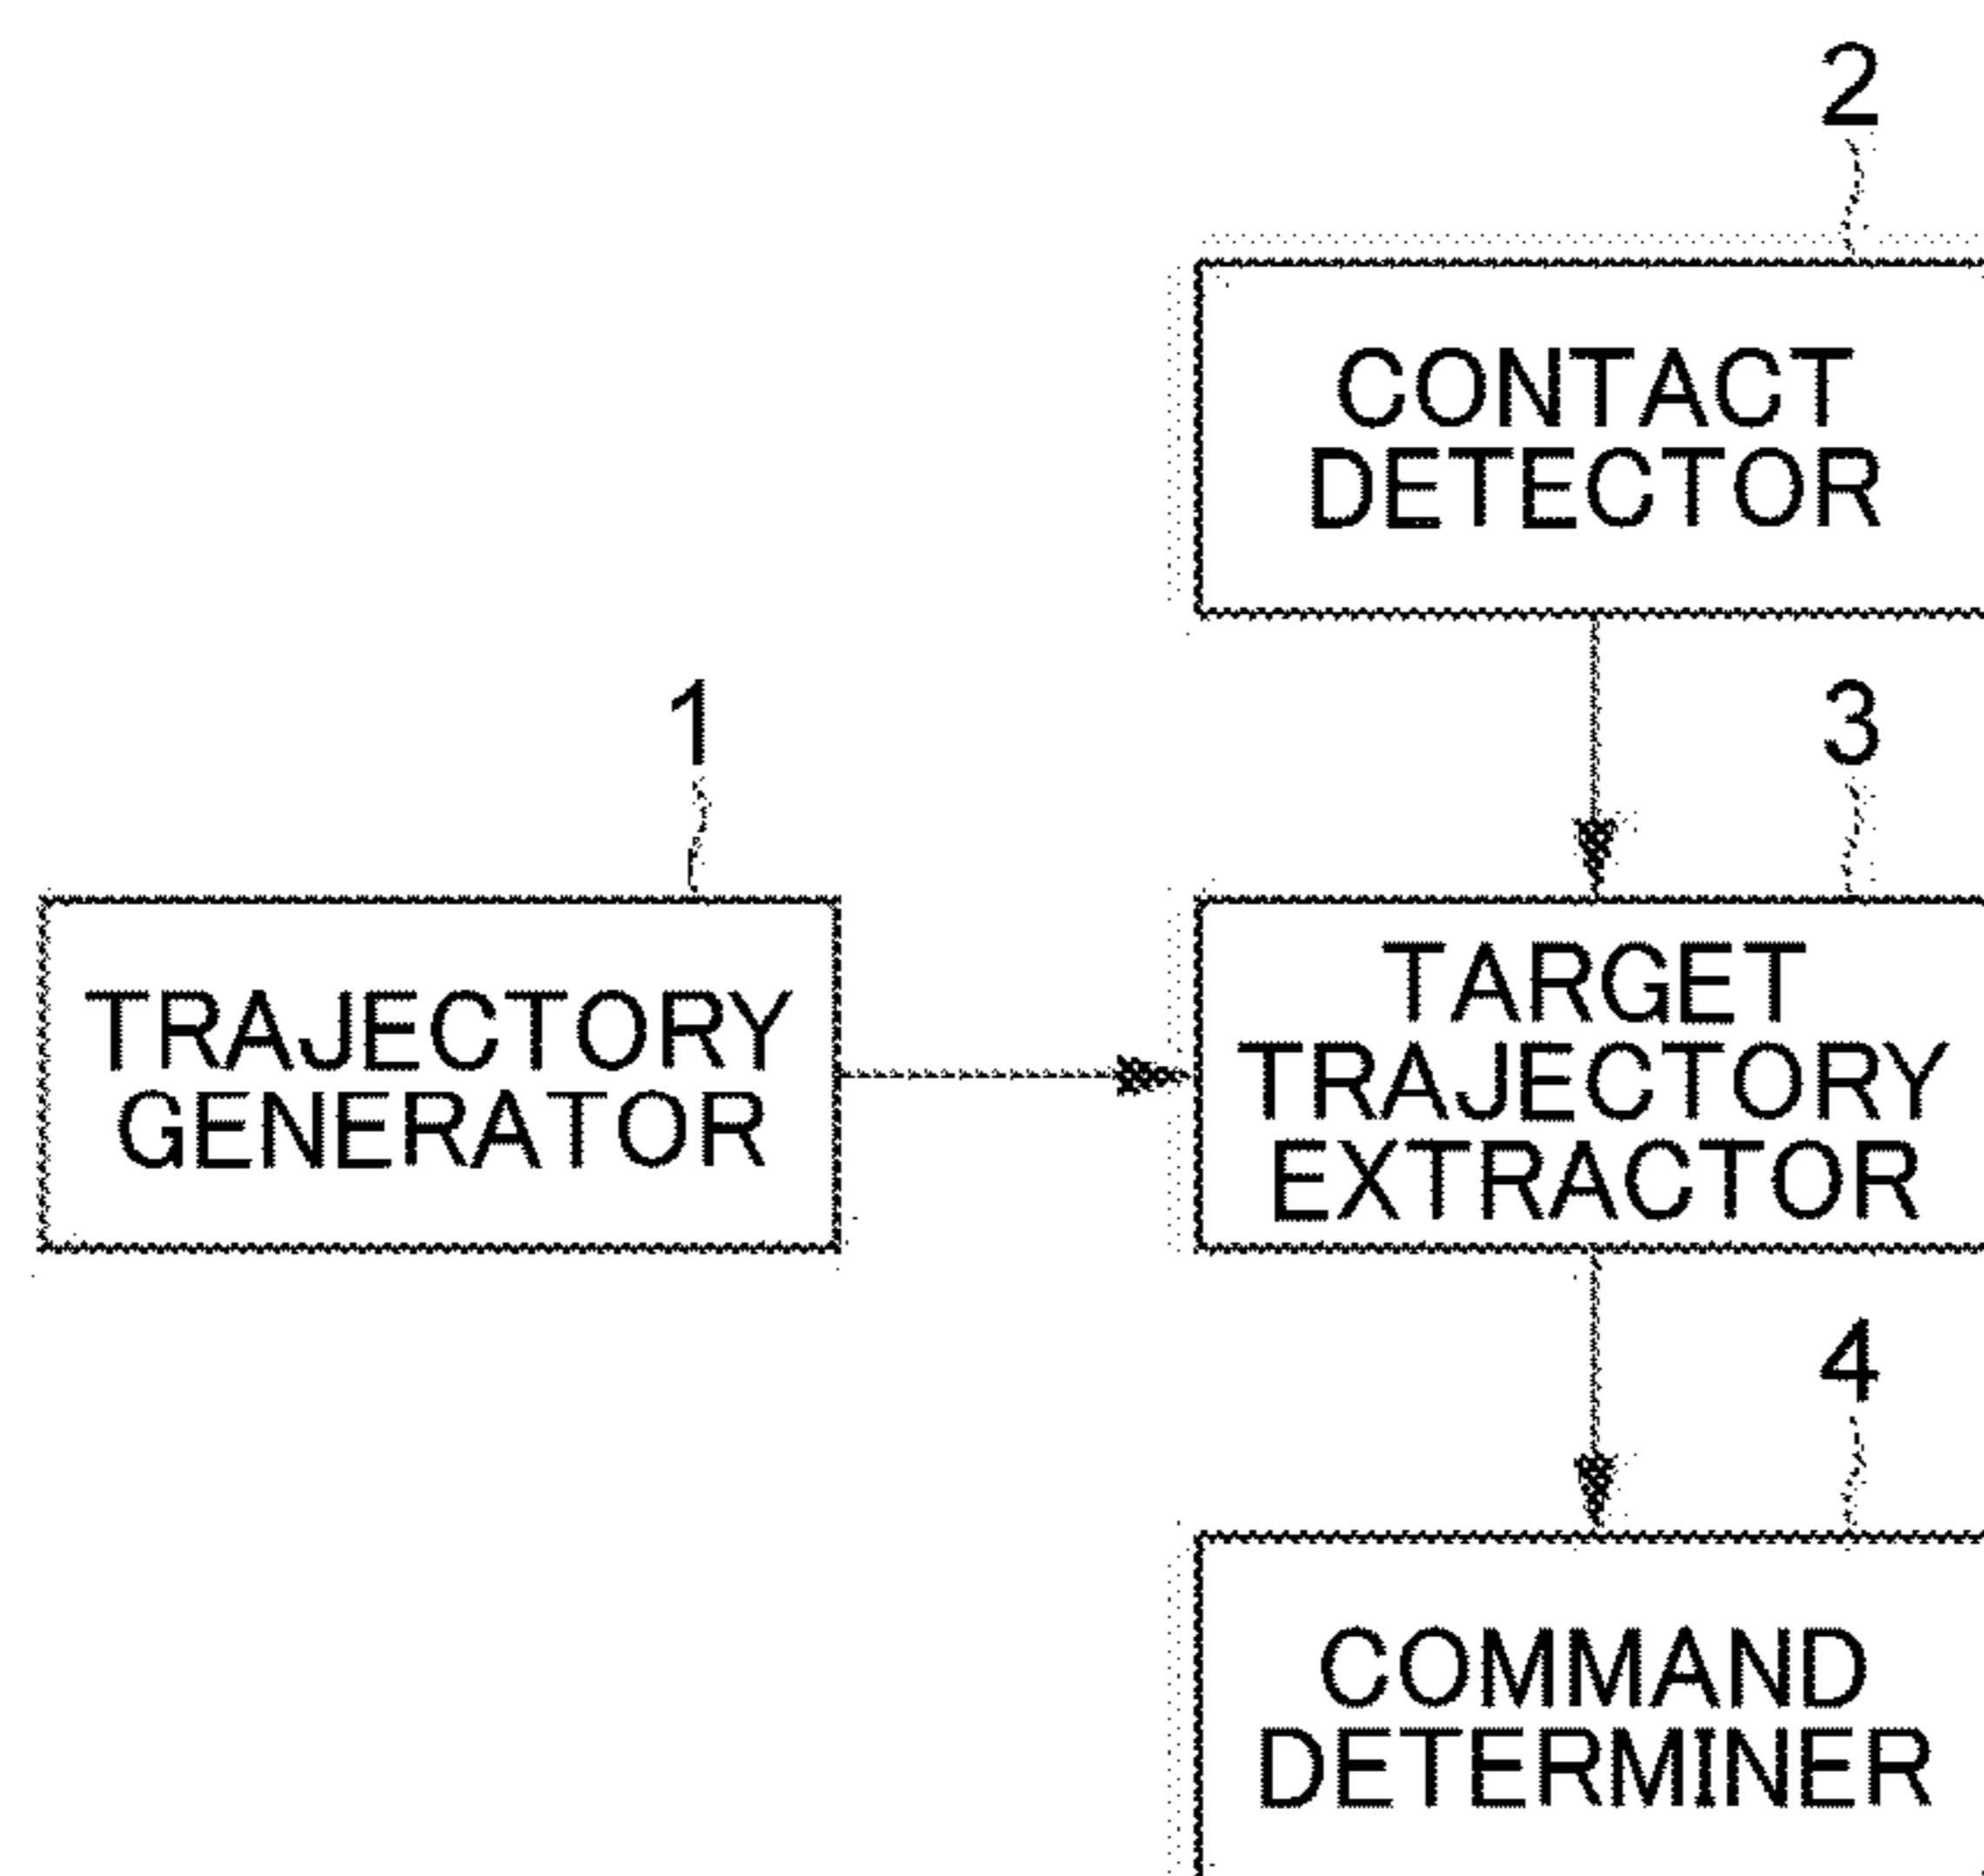 2
CONTACT
DETECTOR
1
3
TRAJECTORY
GENERATOR
TARGET
TRAJECTORY
EXTRACTOR
4
COMMAND
DETERMINER